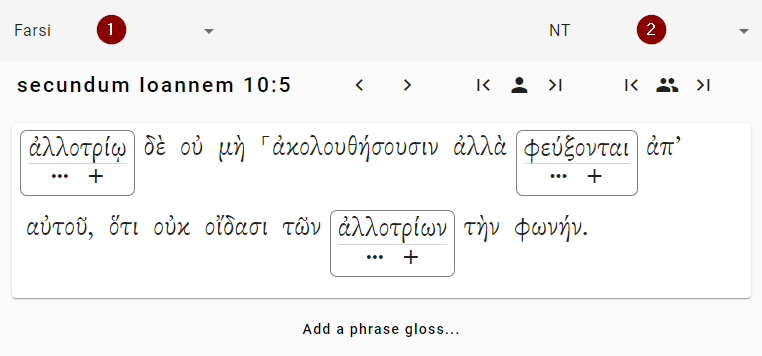 Farsi 1 NT 2
secundum Ioannem 10:5
ἀλλοτρίῳ δὲ οὐ μὴ ⸀ἀκολουθήσουσιν ἀλλὰ φεύξονται ἀπ’
αὐτοῦ, ὅτι οὐκ οἴδασι τῶν ἀλλοτρίων τὴν φωνήν.
Add a phrase gloss...